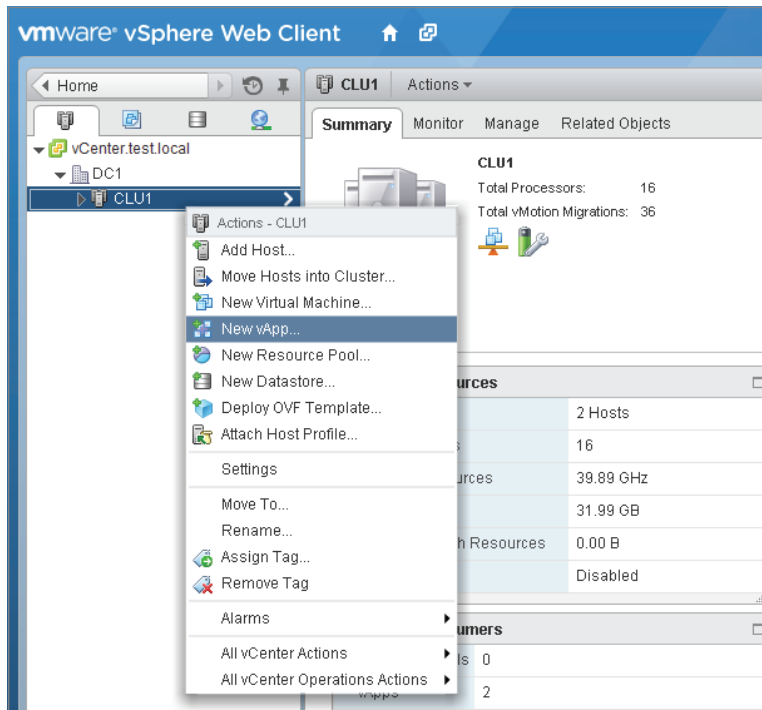 vmware® vSphere Web Client
Home
CLU1 Actions
Summary Monitor Manage Related Objects
vCenter.test.local
DC1
CLU1
CLU1
Total Processors: 16
Total vMotion Migrations: 36
Actions - CLU1
Add Host...
Move Hosts into Cluster...
New Virtual Machine...
New vApp...
New Resource Pool...
New Datastore...
Deploy OVF Template...
Attach Host Profile...
Settings
Move To...
Rename...
Assign Tag...
Remove Tag
Alarms
All vCenter Actions
All vCenter Operations Actions
urces
2 Hosts
s 16
urces 39.89 GHz
31.99 GB
h Resources 0.00 B
Disabled
umers
ls 0
vApps 2